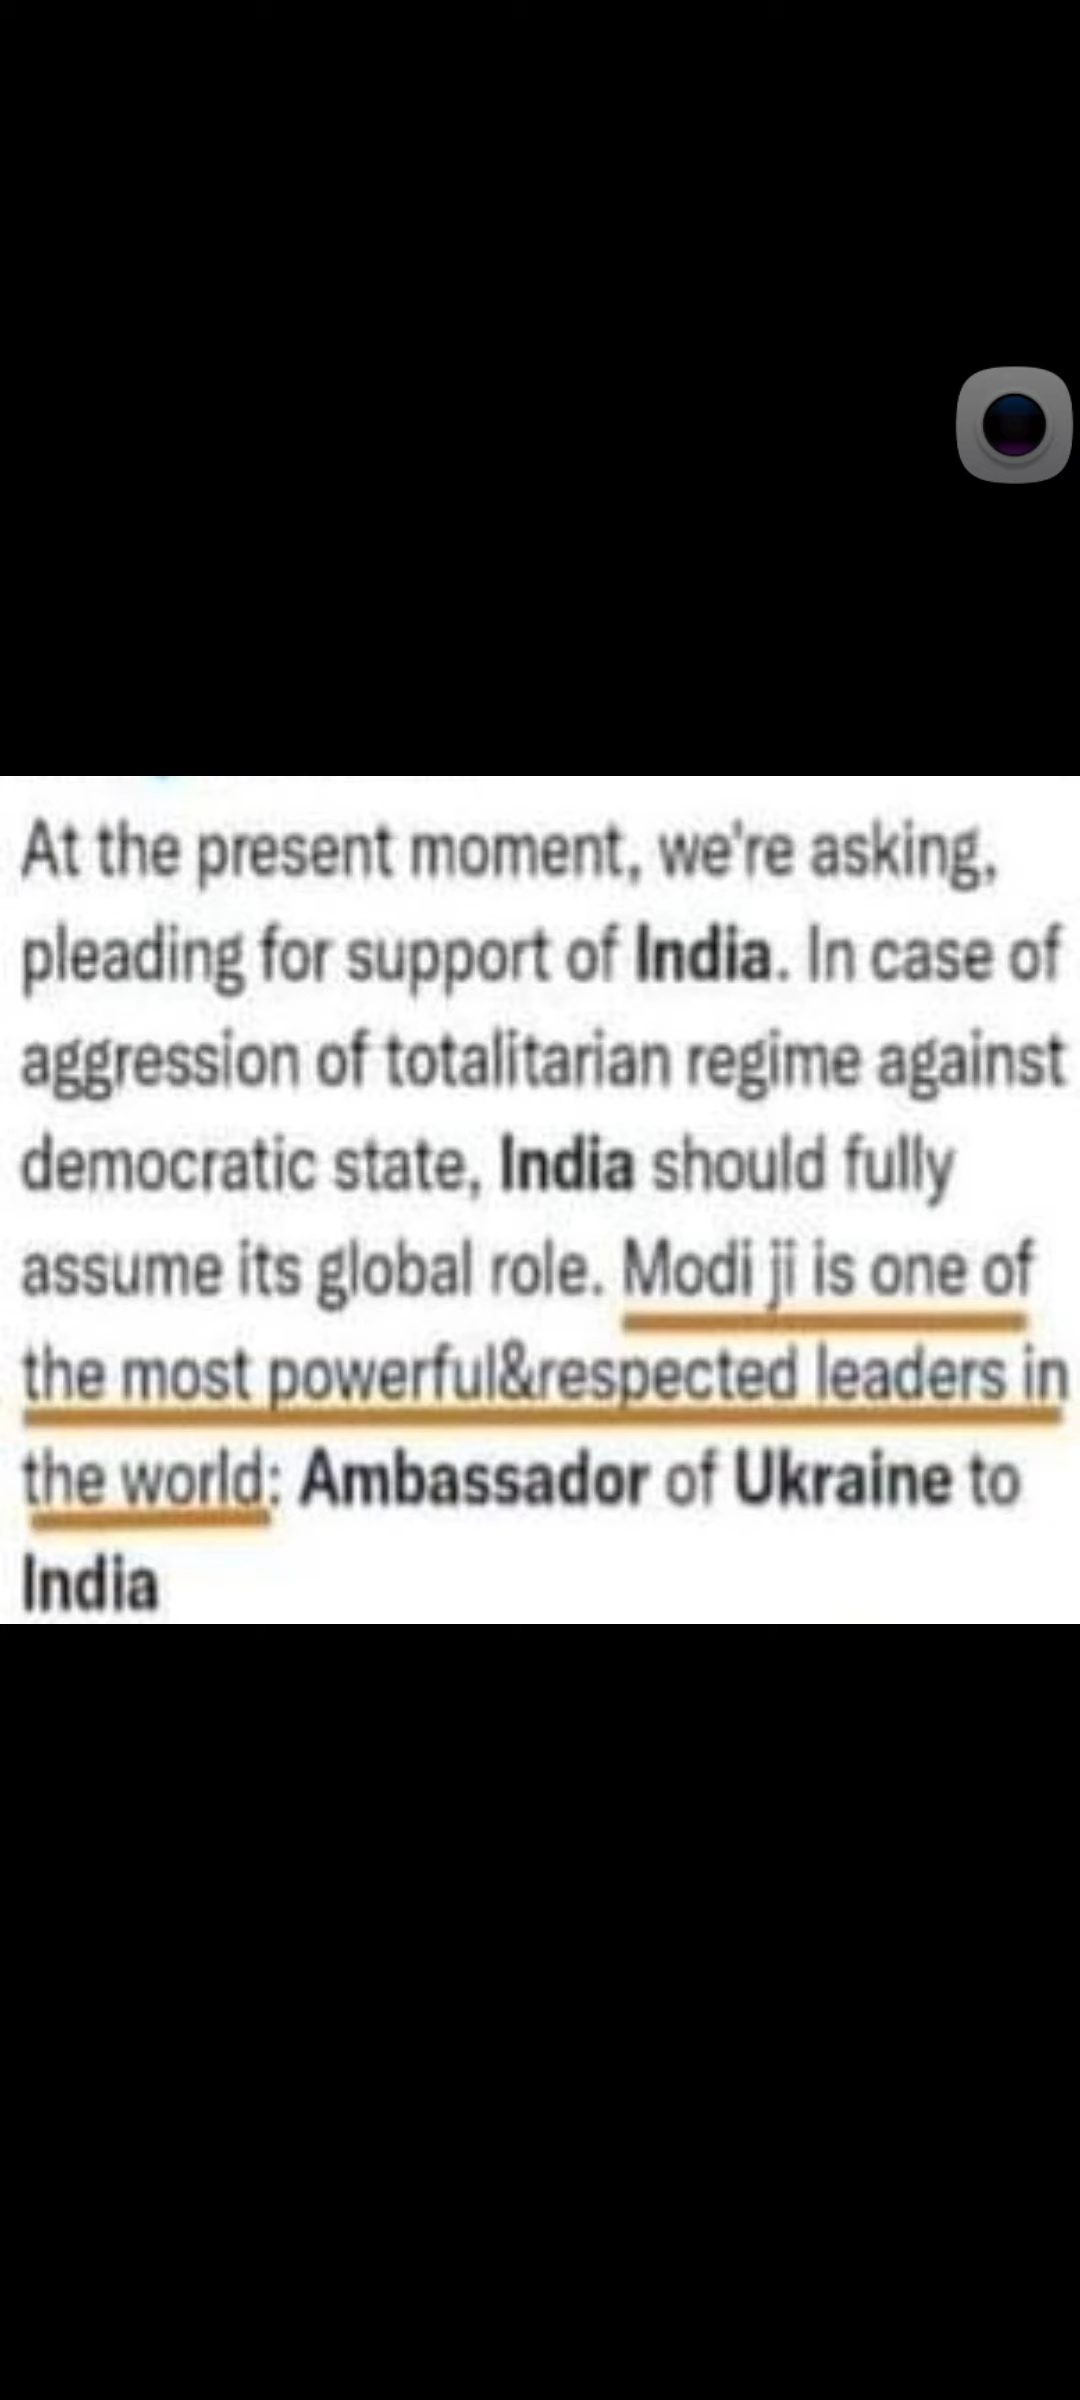 At the present moment, we're asking,
pleading for support of India. In case of
aggression of totalitarian regime against
democratic state, India should fully
assume its global role. Modi ji is one of
the most powerful&respected leaders in
the world: Ambassador of Ukraine to
India